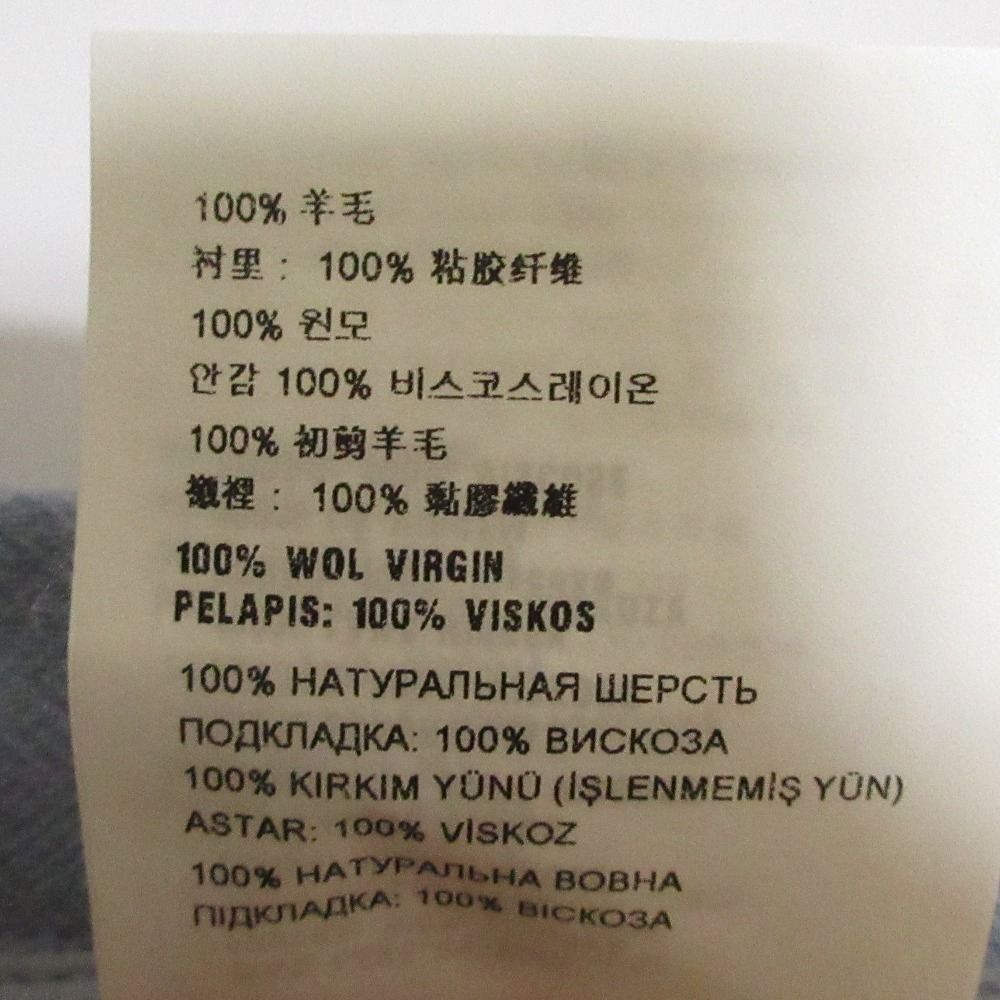 100% 羊毛
衬里： 100% 粘胶纤维
100% 원모
안감 100% 비스코스레이온
100% 初剪羊毛
襯裡： 100% 黏膠纖維
100% WOL VIRGIN
PELAPIS: 100% VISKOS
100% НАТУРАЛЬНАЯ ШЕРСТЬ
ПОДКЛАДКА: 100% ВИСКОЗА
100% KIRKIM YÜNÜ (İŞLENMEMİŞ YÜN)
ASTAR: 100% VİSKOZ
100% НАТУРАЛЬНА ВОВНА
ПІДКЛАДКА: 100% ВІСКОЗА